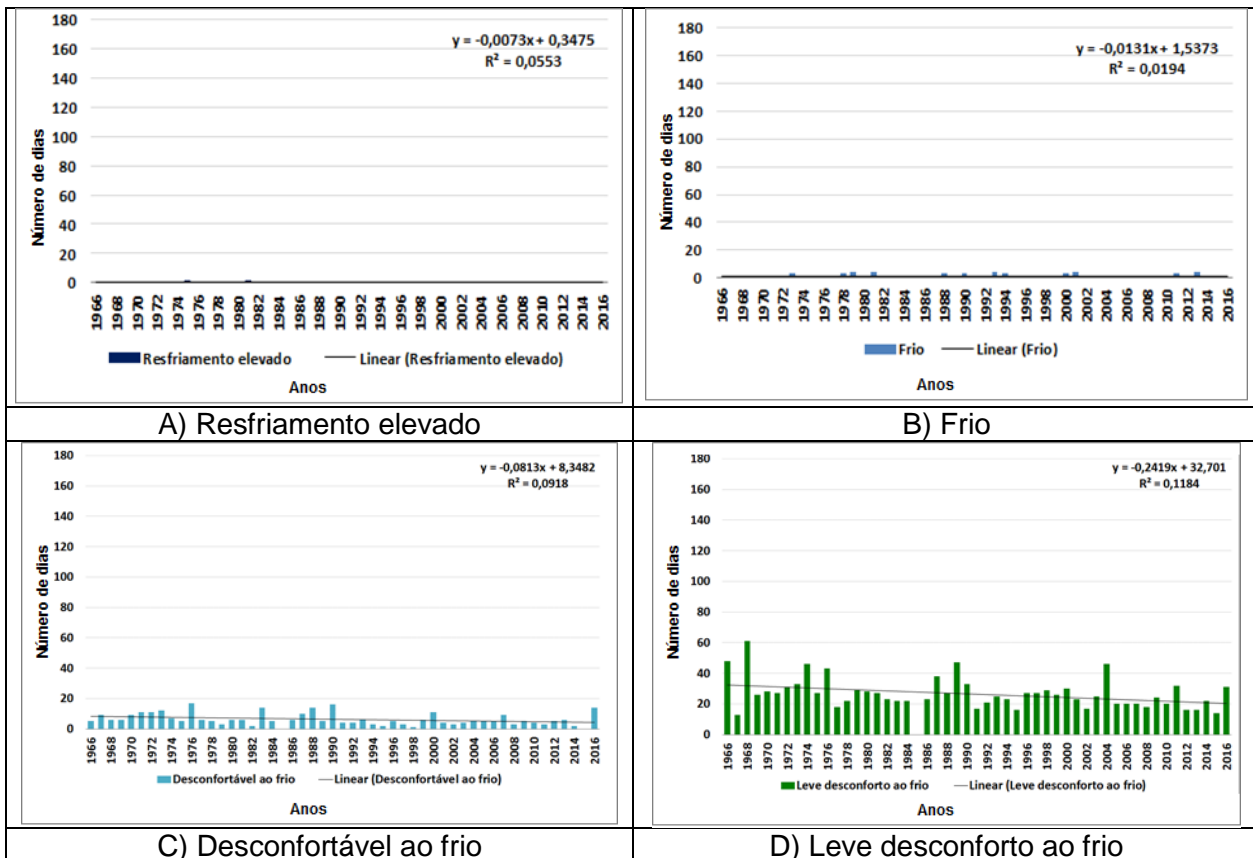 180
160
140
120
100
80
60
40
20
0
Número de dias
y = -0,0073x + 0,3475
R² = 0,0553
1966 1968 1970 1972 1974 1976 1978 1980 1982 1984 1986 1988 1990 1992 1994 1996 1998 2000 2002 2004 2006 2008 2010 2012 2014 2016
Resfriamento elevado Linear (Resfriamento elevado)
Anos
A) Resfriamento elevado
180
160
140
120
100
80
60
40
20
0
Número de dias
y = -0,0131x + 1,5373
R² = 0,0194
1966 1968 1970 1972 1974 1976 1978 1980 1982 1984 1986 1988 1990 1992 1994 1996 1998 2000 2002 2004 2006 2008 2010 2012 2014 2016
Frio Linear (Frio)
Anos
B) Frio
180
160
140
120
100
80
60
40
20
0
Número de dias
y = -0,0813x + 8,3482
R² = 0,0918
1966 1968 1970 1972 1974 1976 1978 1980 1982 1984 1986 1988 1990 1992 1994 1996 1998 2000 2002 2004 2006 2008 2010 2012 2014 2016
Desconfortável ao frio Linear (Desconfortável ao frio)
Anos
C) Desconfortável ao frio
180
160
140
120
100
80
60
40
20
0
Número de dias
y = -0,2419x + 32,701
R² = 0,1184
1966 1968 1970 1972 1974 1976 1978 1980 1982 1984 1986 1988 1990 1992 1994 1996 1998 2000 2002 2004 2006 2008 2010 2012 2014 2016
Leve desconforto ao frio Linear (Leve desconforto ao frio)
Anos
D) Leve desconforto ao frio